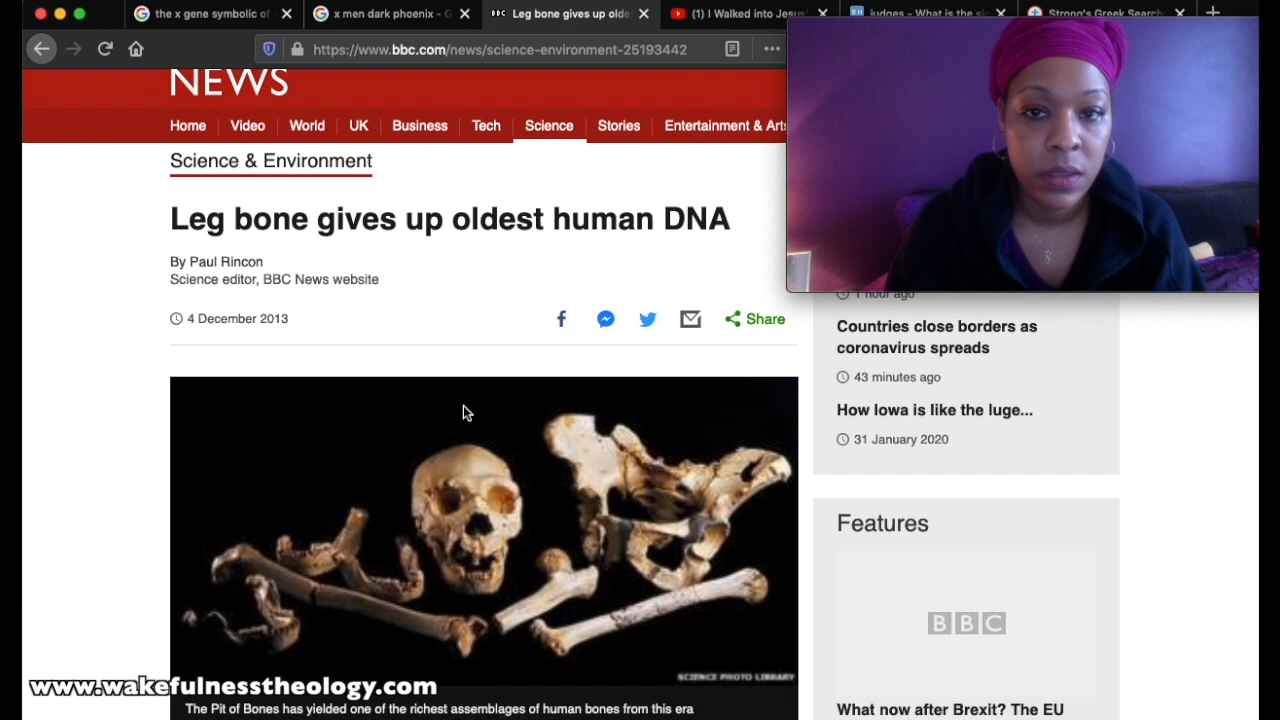 the x gene symbolic of
x men dark phoenix - G
BBC Leg bone gives up olde
(1) I Walked into Jesus'
BH judges - What is the si
Strong's Greek Search
https://www.bbc.com/news/science-environment-25193442
NEWS
Home Video World UK Business Tech Science Stories Entertainment & Arts
Science & Environment
Leg bone gives up oldest human DNA
By Paul Rincon
Science editor, BBC News website
4 December 2013
Share
1 hour ago
Countries close borders as
coronavirus spreads
43 minutes ago
How Iowa is like the luge...
31 January 2020
Features
BBC
SCIENCE PHOTO LIBRARY
www.wakefulnesstheology.com
The Pit of Bones has yielded one of the richest assemblages of human bones from this era
What now after Brexit? The EU